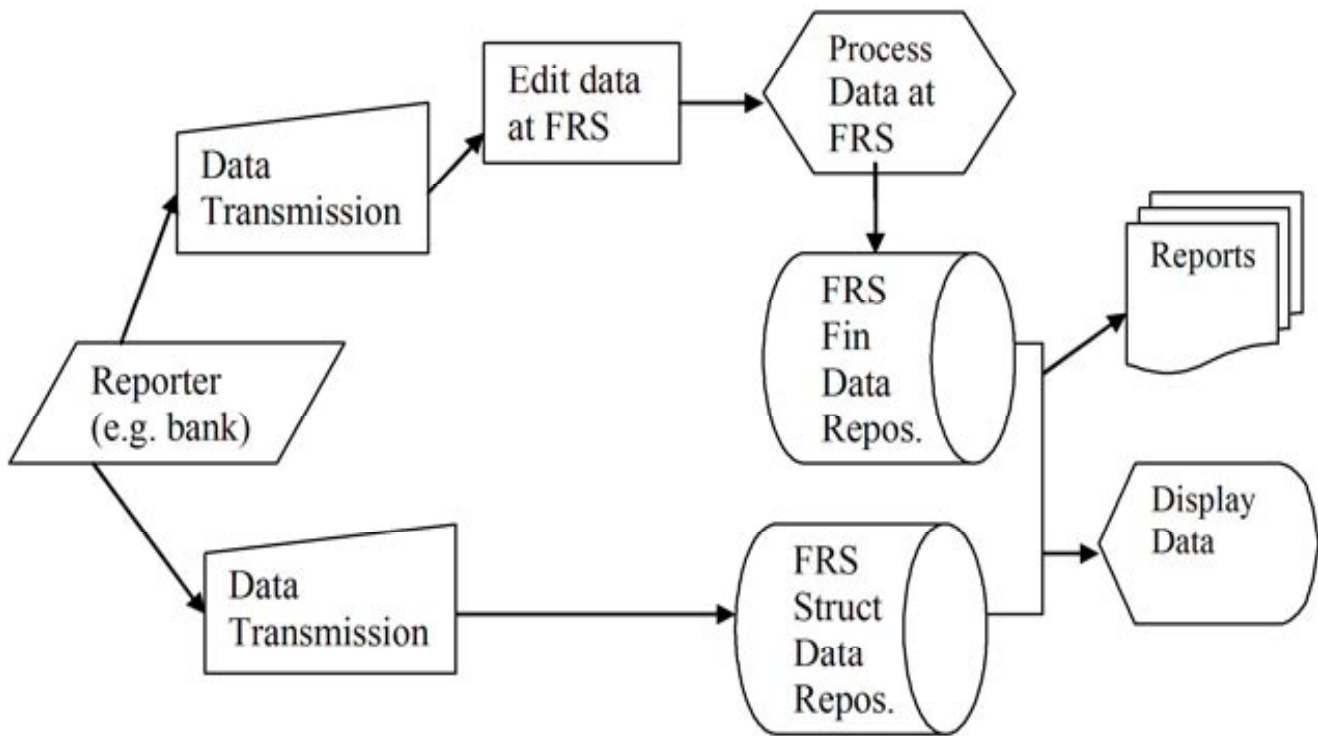 Data
Transmission
Edit data
at FRS
Process
Data at
FRS
Reporter
(e.g. bank)
FRS
Fin
Data
Repos.
Reports
Data
Transmission
FRS
Struct
Data
Repos.
Display
Data